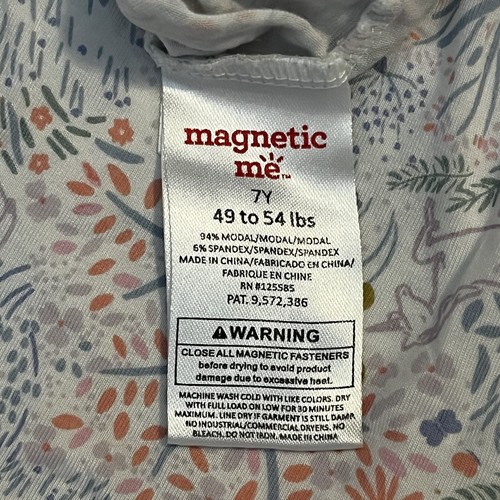 magnetic
me™
7Y
49 to 54 lbs
94% MODAL/MODAL/MODAL
6% SPANDEX/SPANDEX/SPANDEX
MADE IN CHINA/FABRICADO EN CHINA/
FABRIQUE EN CHINE
RN #125585
PAT. 9,572,386
⚠WARNING
CLOSE ALL MAGNETIC FASTENERS
before drying to avoid product
damage due to excessive heat.
MACHINE WASH COLD WITH LIKE COLORS. DRY
WITH FULL LOAD ON LOW FOR 30 MINUTES
MAXIMUM. LINE DRY IF GARMENT IS STILL DAMP.
NO INDUSTRIAL/COMMERCIAL DRYERS. NO
BLEACH. DO NOT IRON. MADE IN CHINA